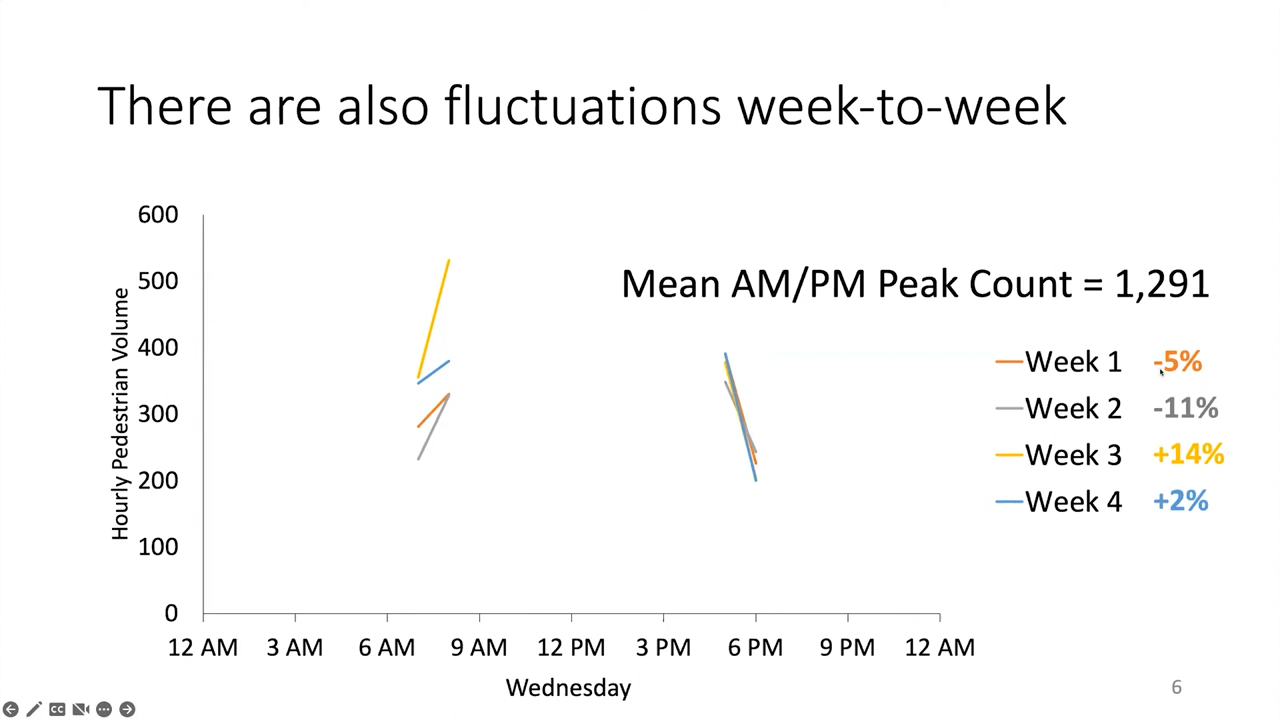 There are also fluctuations week-to-week
600
500
400
300
200
100
0
Hourly Pedestrian Volume
Mean AM/PM Peak Count = 1,291
Week 1 -5%
Week 2 -11%
Week 3 +14%
Week 4 +2%
12 AM 3 AM 6 AM 9 AM 12 PM 3 PM 6 PM 9 PM 12 AM
Wednesday
6
CC